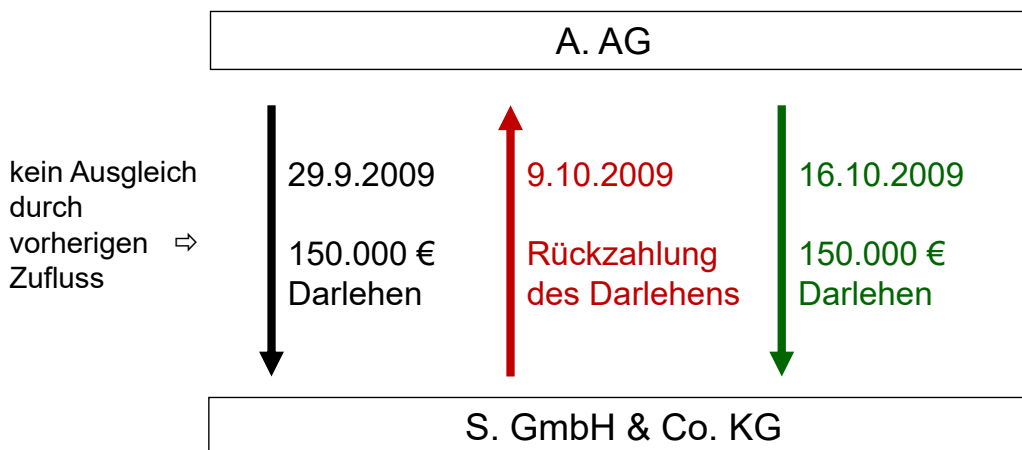 A. AG
kein Ausgleich
durch
vorherigen ⇨
Zufluss
29.9.2009
150.000 €
Darlehen
9.10.2009
Rückzahlung
des Darlehens
16.10.2009
150.000 €
Darlehen
S. GmbH & Co. KG